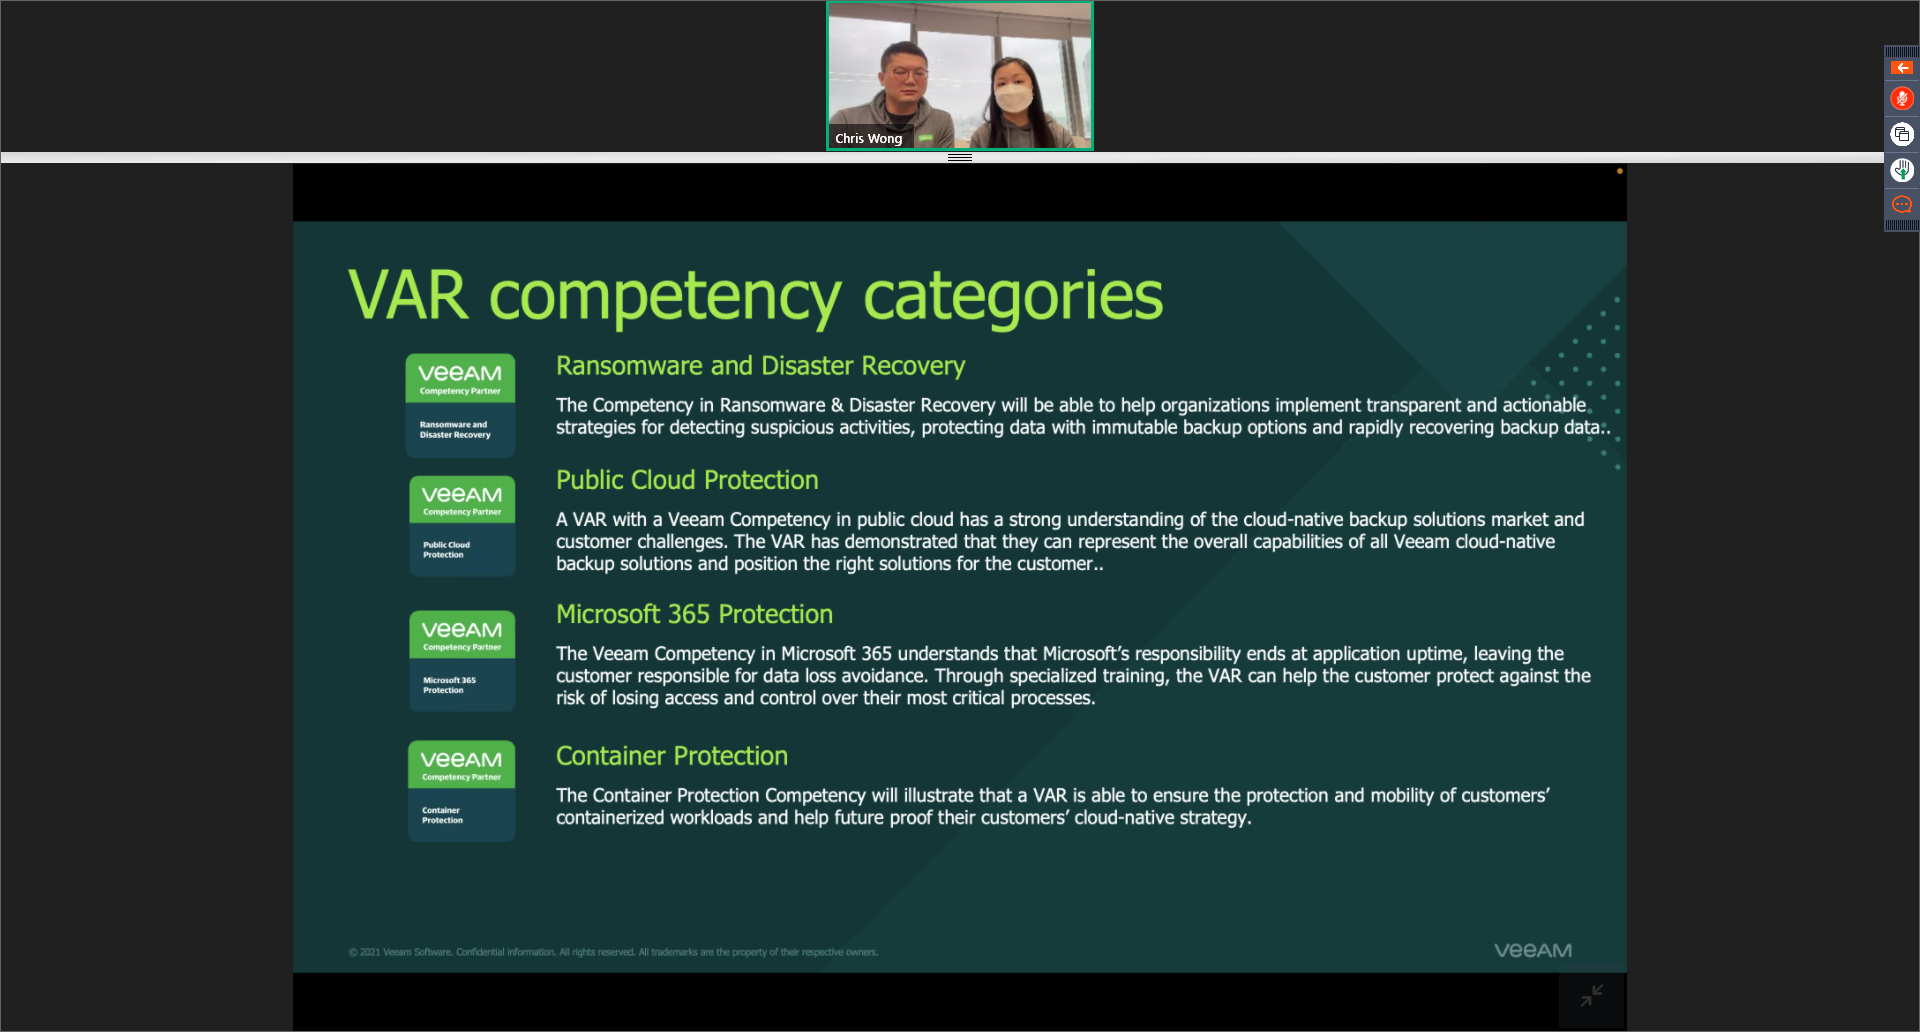 Chris Wong
VAR competency categories
veeAM
Competency Partner
Ransomware and
Disaster Recovery
Ransomware and Disaster Recovery
The Competency in Ransomware & Disaster Recovery will be able to help organizations implement transparent and actionable
strategies for detecting suspicious activities, protecting data with immutable backup options and rapidly recovering backup data..
veeAM
Competency Partner
Public Cloud
Protection
Public Cloud Protection
A VAR with a Veeam Competency in public cloud has a strong understanding of the cloud-native backup solutions market and
customer challenges. The VAR has demonstrated that they can represent the overall capabilities of all Veeam cloud-native
backup solutions and position the right solutions for the customer..
veeAM
Competency Partner
Microsoft 365
Protection
Microsoft 365 Protection
The Veeam Competency in Microsoft 365 understands that Microsoft’s responsibility ends at application uptime, leaving the
customer responsible for data loss avoidance. Through specialized training, the VAR can help the customer protect against the
risk of losing access and control over their most critical processes.
veeAM
Competency Partner
Container
Protection
Container Protection
The Container Protection Competency will illustrate that a VAR is able to ensure the protection and mobility of customers’
containerized workloads and help future proof their customers’ cloud-native strategy.
© 2021 Veeam Software. Confidential information. All rights reserved. All trademarks are the property of their respective owners.
veeAM